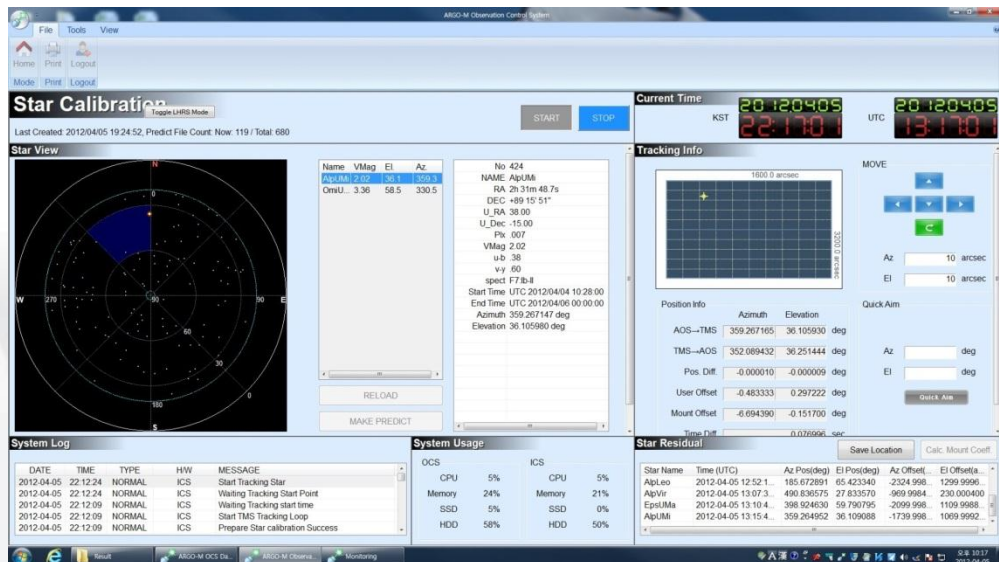 ARGO-M Observation Control System
File Tools View
Home Print Logout
Mode Print Logout
Star Calibration
Toggle LHRS Mode
Last Created: 2012/04/05 19:24:52, Predict File Count: Now: 119 / Total: 680
START STOP
Current Time
KST 20120405 22:17:01
UTC 20120405 13:17:01
Star View
N
0
W 270 -90 90 E
60
30
0
180
S
Name VMag El Az
AlpUMi 2.02 36.1 359.3
OmiU... 3.36 58.5 330.5
RELOAD
MAKE PREDICT
No 424
NAME AlpUMi
RA 2h 31m 48.7s
DEC +89 15' 51"
U_RA 38.00
U_Dec -15.00
Plx .007
VMag 2.02
u-b .38
v-y .60
spect F7:Ib-II
Start Time UTC 2012/04/04 10:28:00
End Time UTC 2012/04/06 00:00:00
Azimuth 359.267147 deg
Elevation 36.105980 deg
Tracking Info
1600.0 arcsec
3200.0 arcsec
MOVE
Az 10 arcsec
El 10 arcsec
Position Info
Azimuth Elevation
AOS→TMS 359.267165 36.105930 deg
TMS→AOS 352.089432 36.251444 deg
Pos. Diff. -0.000010 -0.000009 deg
User Offset -0.483333 0.297222 deg
Mount Offset -6.694390 -0.151700 deg
Time Diff 0.076996 sec
Quick Aim
Az deg
El deg
Quick Aim
System Log
DATE TIME TYPE H/W MESSAGE
2012-04-05 22:12:24 NORMAL ICS Start Tracking Star
2012-04-05 22:12:24 NORMAL ICS Waiting Tracking Start Point
2012-04-05 22:12:09 NORMAL ICS Waiting Tracking start time
2012-04-05 22:12:09 NORMAL ICS Start TMS Tracking Loop
2012-04-05 22:12:09 NORMAL ICS Prepare Star calibration Success
System Usage
OCS
CPU 5%
Memory 24%
SSD 5%
HDD 58%
ICS
CPU 5%
Memory 21%
SSD 0%
HDD 50%
Star Residual
Save Location Calc. Mount Coeff.
Star Name Time (UTC) Az Pos(deg) El Pos(deg) Az Offset(... El Offset(a...
AlpLeo 2012-04-05 12:52:1... 185.672891 65.423340 -2324.998... 1299.9996...
AlpVir 2012-04-05 13:07:3... 490.836575 27.833570 -969.9984... 230.000400
EpsUMa 2012-04-05 13:10:4... 398.924630 59.790795 -2099.998... 1109.9988...
AlpUMi 2012-04-05 13:15:4... 359.264952 36.109088 -1739.998... 1069.9992...
Result
ARGO-M OCS Da...
ARGO-M Observa...
Monitoring
A 漢
오후 10:17
2012-04-05